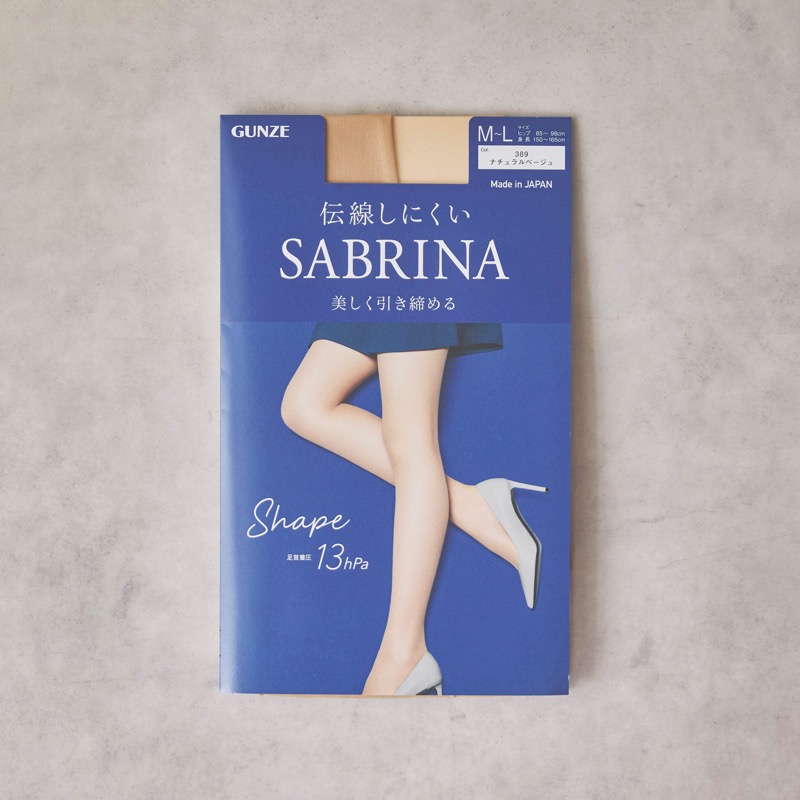 GUNZE
M~L
サイズ
ヒップ 85~98cm
身長 150~165cm
Col.
389
ナチュラルベージュ
Made in JAPAN
伝線しにくい
SABRINA
美しく引き締める
Shape
足首着圧 13hPa